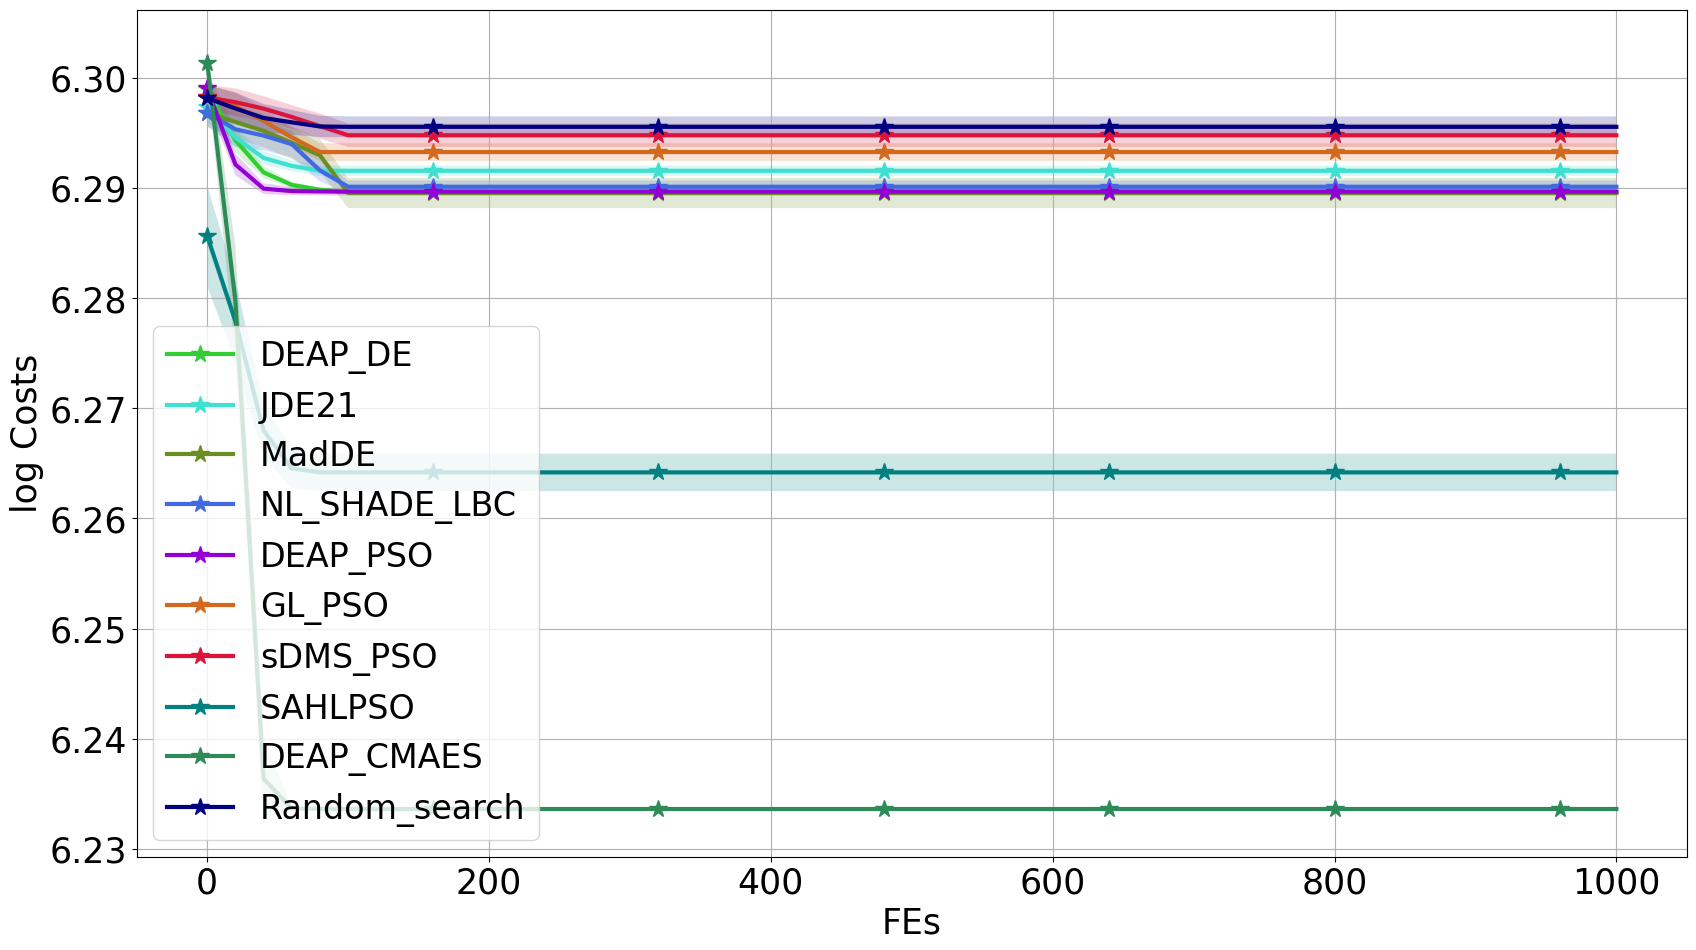 6.30
6.29
6.28
6.27
6.26
6.25
6.24
6.23
log Costs
DEAP_DE
JDE21
MadDE
NL_SHADE_LBC
DEAP_PSO
GL_PSO
sDMS_PSO
SAHLPSO
DEAP_CMAES
Random_search
0 200 400 600 800 1000
FEs